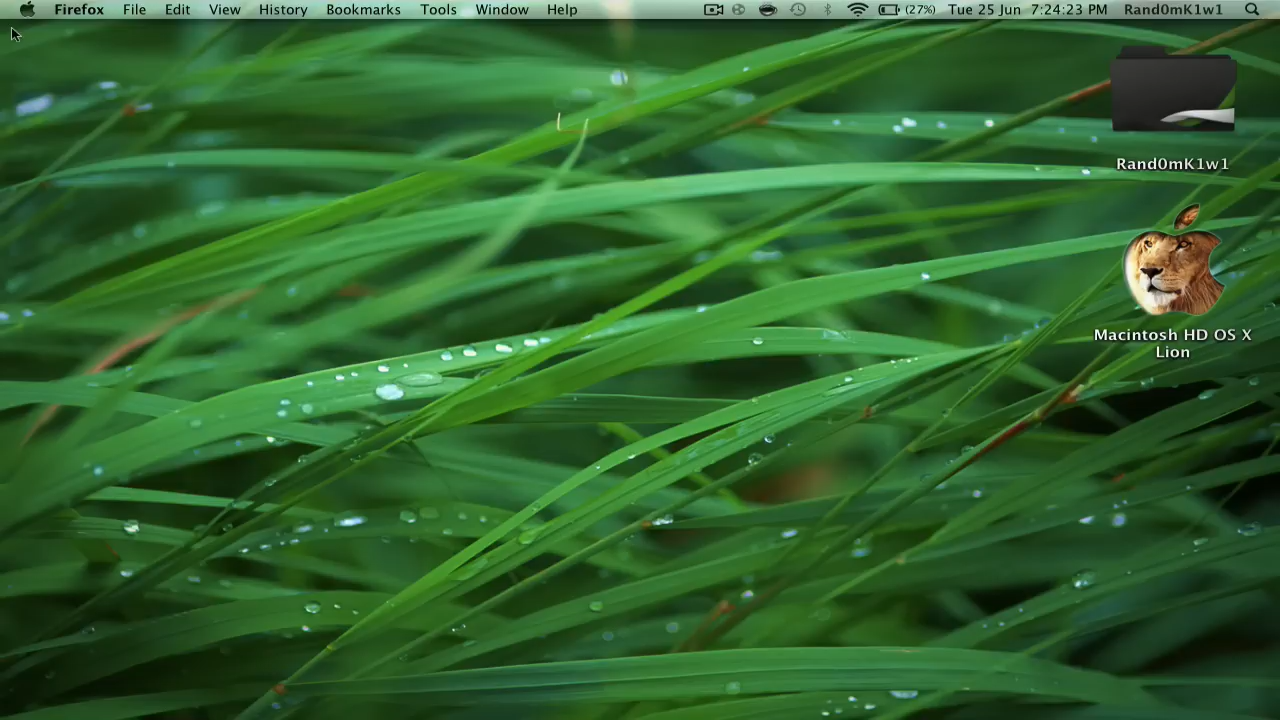 Firefox File Edit View History Bookmarks Tools Window Help (27%) Tue 25 Jun 7:24:23 PM Rand0mK1w1
Rand0mK1w1
Macintosh HD OS X
Lion